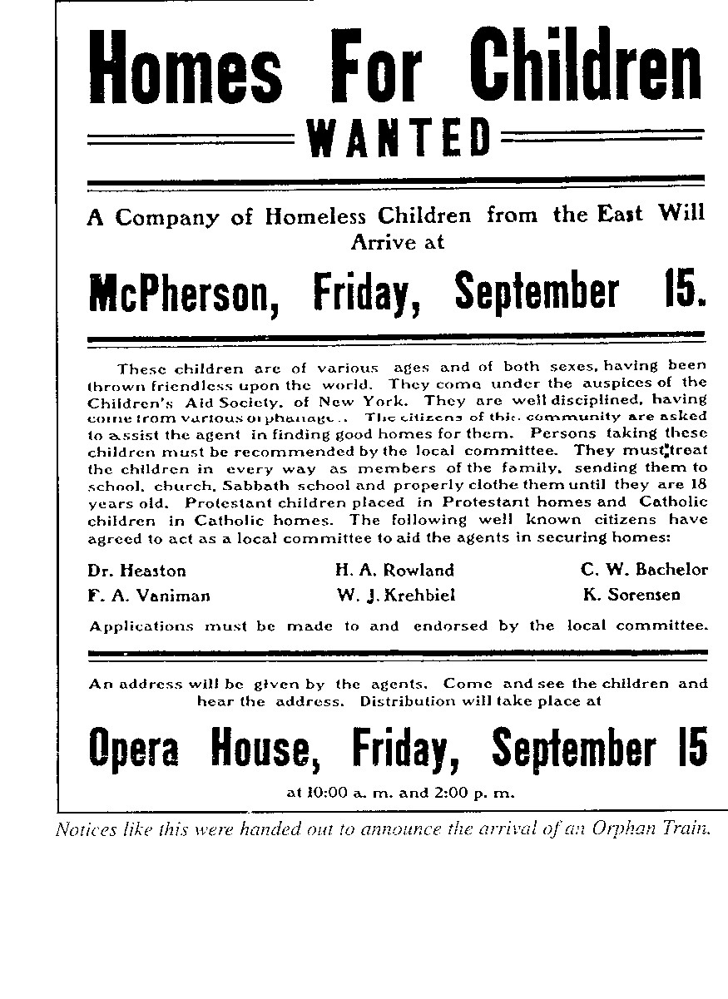 Homes For Children
WANTED
A Company of Homeless Children from the East Will
Arrive at
McPherson, Friday, September 15.
These children are of various ages and of both sexes, having been
thrown friendless upon the world. They come under the auspices of the
Children's Aid Society, of New York. They are well disciplined, having
come from various orphanages. The citizens of this community are asked
to assist the agent in finding good homes for them. Persons taking these
children must be recommended by the local committee. They must treat
the children in every way as members of the family, sending them to
school, church, Sabbath school and properly clothe them until they are 18
years old. Protestant children placed in Protestant homes and Catholic
children in Catholic homes. The following well known citizens have
agreed to act as a local committee to aid the agents in securing homes:
Dr. Heaston H. A. Rowland C. W. Bachelor
F. A. Vaniman W. J. Krehbiel K. Sorensen
Applications must be made to and endorsed by the local committee.
An address will be given by the agents. Come and see the children and
hear the address. Distribution will take place at
Opera House, Friday, September 15
at 10:00 a. m. and 2:00 p. m.
Notices like this were handed out to announce the arrival of an Orphan Train.